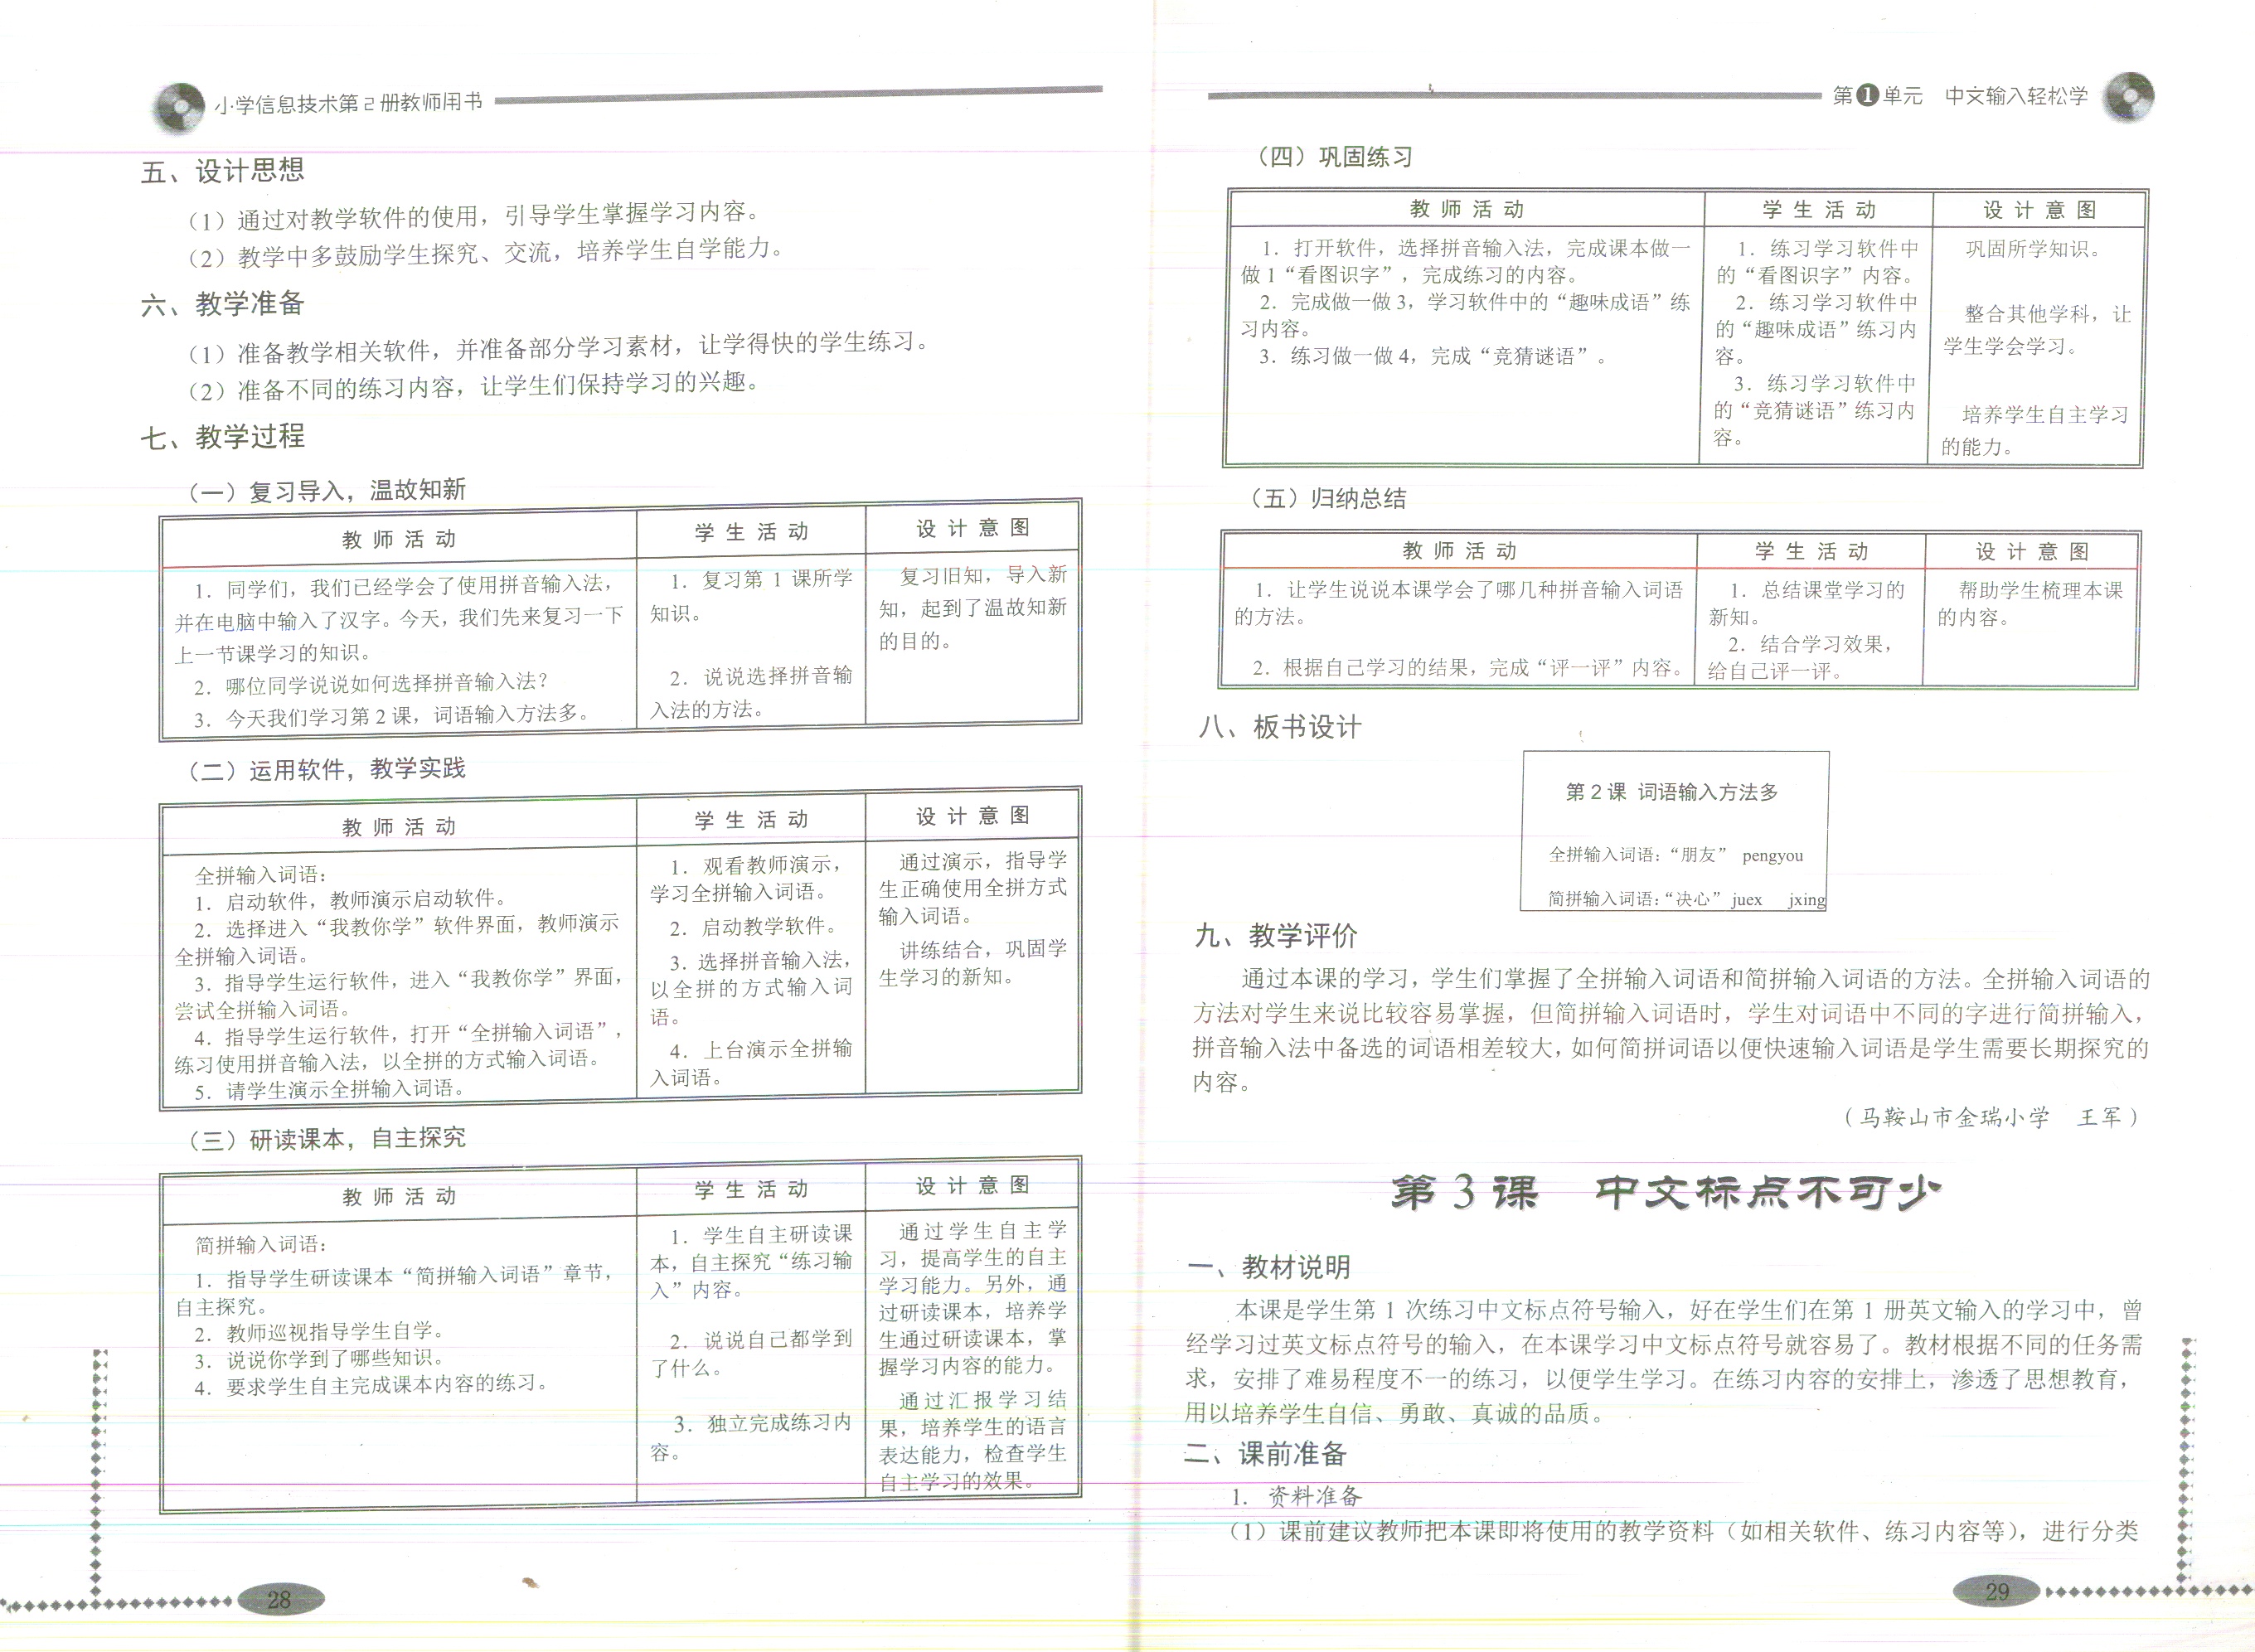 小学信息技术第2册教师用书
五、设计思想
（1）通过对教学软件的使用，引导学生掌握学习内容。
（2）教学中多鼓励学生探究、交流，培养学生自学能力。
六、教学准备
（1）准备教学相关软件，并准备部分学习素材，让学得快的学生练习。
（2）准备不同的练习内容，让学生们保持学习的兴趣。
七、教学过程
（一）复习导入，温故知新
教 师 活 动
1．同学们，我们已经学会了使用拼音输入法，
并在电脑中输入了汉字。今天，我们先来复习一下
上一节课学习的知识。
2．哪位同学说说如何选择拼音输入法？
3．今天我们学习第 2 课，词语输入方法多。
学 生 活 动
1．复习第 1 课所学
知识。
2．说说选择拼音输
入法的方法。
设 计 意 图
复习旧知，导入新
知，起到了温故知新
的目的。
（二）运用软件，教学实践
教 师 活 动
全拼输入词语：
1．启动软件，教师演示启动软件。
2．选择进入“我教你学”软件界面，教师演示
全拼输入词语。
3．指导学生运行软件，进入“我教你学”界面，
尝试全拼输入词语。
4．指导学生运行软件，打开“全拼输入词语”，
练习使用拼音输入法，以全拼的方式输入词语。
5．请学生演示全拼输入词语。
学 生 活 动
1．观看教师演示，
学习全拼输入词语。
2．启动教学软件。
3．选择拼音输入法，
以全拼的方式输入词
语。
4．上台演示全拼输
入词语。
设 计 意 图
通过演示，指导学
生正确使用全拼方式
输入词语。
讲练结合，巩固学
生学习的新知。
（三）研读课本，自主探究
教 师 活 动
简拼输入词语：
1．指导学生研读课本“简拼输入词语”章节，
自主探究。
2．教师巡视指导学生自学。
3．说说你学到了哪些知识。
4．要求学生自主完成课本内容的练习。
学 生 活 动
1．学生自主研读课
本，自主探究“练习输
入”内容。
2．说说自己都学到
了什么。
3．独立完成练习内
容。
设 计 意 图
通过学生自主学
习，提高学生的自主
学习能力。另外，通
过研读课本，培养学
生通过研读课本，掌
握学习内容的能力。
通过汇报学习结
果，培养学生的语言
表达能力，检查学生
自主学习的效果。
28
第1单元 中文输入轻松学
（四）巩固练习
教 师 活 动
1．打开软件，选择拼音输入法，完成课本做一
做 1“看图识字”，完成练习的内容。
2．完成做一做 3，学习软件中的“趣味成语”练
习内容。
3．练习做一做 4，完成“竞猜谜语”。
学 生 活 动
1．练习学习软件中
的“看图识字”内容。
2．练习学习软件中
的“趣味成语”练习内
容。
3．练习学习软件中
的“竞猜谜语”练习内
容。
设 计 意 图
巩固所学知识。
整合其他学科，让
学生学会学习。
培养学生自主学习
的能力。
（五）归纳总结
教 师 活 动
1．让学生说说本课学会了哪几种拼音输入词语
的方法。
2．根据自己学习的结果，完成“评一评”内容。
学 生 活 动
1．总结课堂学习的
新知。
2．结合学习效果，
给自己评一评。
设 计 意 图
帮助学生梳理本课
的内容。
八、板书设计
第 2 课 词语输入方法多
全拼输入词语：“朋友” pengyou
简拼输入词语：“决心” juex jxing
九、教学评价
通过本课的学习，学生们掌握了全拼输入词语和简拼输入词语的方法。全拼输入词语的
方法对学生来说比较容易掌握，但简拼输入词语时，学生对词语中不同的字进行简拼输入，
拼音输入法中备选的词语相差较大，如何简拼词语以便快速输入词语是学生需要长期探究的
内容。
（马鞍山市金瑞小学 王军）
第 3 课 中文标点不可少
一、教材说明
本课是学生第 1 次练习中文标点符号输入，好在学生们在第 1 册英文输入的学习中，曾
经学习过英文标点符号的输入，在本课学习中文标点符号就容易了。教材根据不同的任务需
求，安排了难易程度不一的练习，以便学生学习。在练习内容的安排上，渗透了思想教育，
用以培养学生自信、勇敢、真诚的品质。
二、课前准备
1．资料准备
（1）课前建议教师把本课即将使用的教学资料（如相关软件、练习内容等），进行分类
29